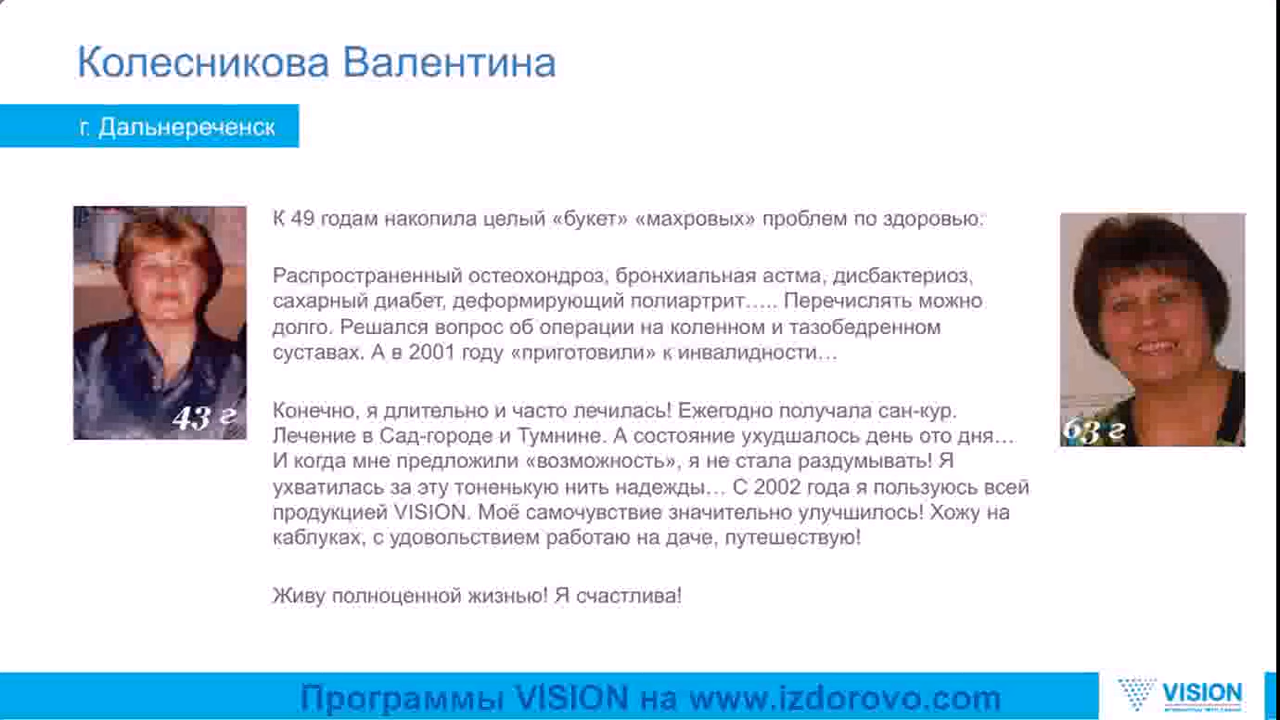 Колесникова Валентина
г. Дальнереченск
К 49 годам накопила целый «букет» «махровых» проблем по здоровью:
Распространенный остеохондроз, бронхиальная астма, дисбактериоз,
сахарный диабет, деформирующий полиартрит….. Перечислять можно
долго. Решался вопрос об операции на коленном и тазобедренном
суставах. А в 2001 году «приготовили» к инвалидности…
Конечно, я длительно и часто лечилась! Ежегодно получала сан-кур.
Лечение в Сад-городе и Тумнине. А состояние ухудшалось день ото дня…
И когда мне предложили «возможность», я не стала раздумывать! Я
ухватилась за эту тоненькую нить надежды… С 2002 года я пользуюсь всей
продукцией VISION. Моё самочувствие значительно улучшилось! Хожу на
каблуках, с удовольствием работаю на даче, путешествую!
Живу полноценной жизнью! Я счастлива!
43 г
63 г
Программы VISION на www.izdorovo.com
VISION